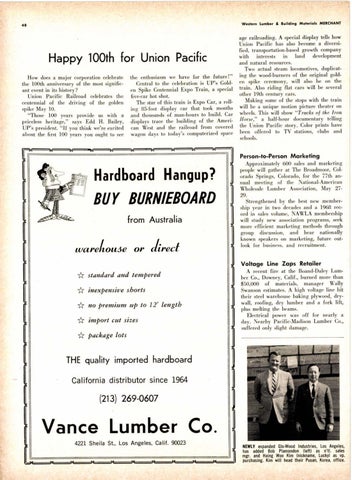 48
Western Lumber & Building Materials MERCHANT
Happy 100th for Union Pacific
How does a major corporation celebrate
the 100th anniversary of the most signific-
ant event in its history?
Union Pacific Railroad celebrates the
centennial of the driving of the golden
spike May 10.
"Those 100 years provide us with a
priceless heritage," says Edd H. Bailey,
UP's president. "If you think we're excited
about the first 100 years you ought to see
the enthusiasm we have for the future!"
Central to the celebration is UP's Gold-
en Spike Centennial Expo Train, a special
five-car hot shot.
The star of this train is Expo Car, a roll-
ing 85-foot display car that took months
and thousands of man-hours to build. Car
displays trace the building of the Ameri-
can West and the railroad from covered
wagon days to today's computerized space
age railroading. A special display tells how
Union Pacific has also become a diversi-
fied, transportation-based growth company
with interests in land development
and natural resources.
Two actual steam locomotives, duplicat-
ing the wood-burners of the original gold-
en spike ceremony, will also be on the
train. Also riding flat cars will be several
other 19th century cars.
Making some of the stops with the train
will be a unique motion picture theater on
wheels. This will show "Tracks of the Iron
Horse," a half-hour documentary telling
the Union Pacific story. Color prints have
been offered to TV stations, clubs and
schools.
Person-to-Person Marketing
Approximately 600 sales and marketing
people will gather at The Broadmoor, Col-
orado Springs, Colorado, for the 77th an-
nual meeting of the National-American
Wholesale Lumber Association, May 27-
29.
Strengthened by the best new member-
ship year in two decades and a 1968 rec-
ord in sales volume, NAWLA membership
will study new association programs, seek
more efficient marketing methods through
group discussion, and hear nationally
known speakers on marketing, future out-
look for business, and recruitment.
Voltage Line Zaps Retailer
A recent fire at the Board-Daley Lum-
ber Co., Downey, Calif., burned more than
$50,000 of materials, manager Wally
Swanson estimates. A high voltage line hit
their steel warehouse baking plywood, dry-
wall, roofing, dry lumber and a fork lift,
plus melting the beams.
Electrical power was off for nearly a
day. Nearby Pacific-Madison Lumber Co.,
suffered only slight damage.
Hardboard Hangup?
BUY BURNIEBOARD
from Australia
warehouse or direct
☆ standard and tempered
☆ inexpensive shorts
☆ no premium up to 12' length
☆ import cut sizes
☆ package lots
THE quality imported hardboard
California distributor since 1964
(213) 269-0607
Vance Lumber Co.
4221 Sheila St., Los Angeles, Calif. 90023
NEWLY expanded Din-Wood Industries, Los Angeles,
has added Bob Plamondon (left) as
mgr. and Hoing Woo Kim (nickname, Lucky) as vp,
purchasing. Kim will head their Pusan, Korea, office.